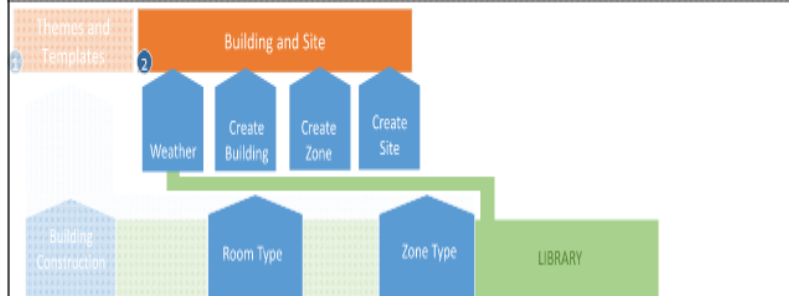 Themes and
Templates
1
Building and Site
2
Weather
Create
Building
Create
Zone
Create
Site
Building
Construction
Room Type
Zone Type
LIBRARY